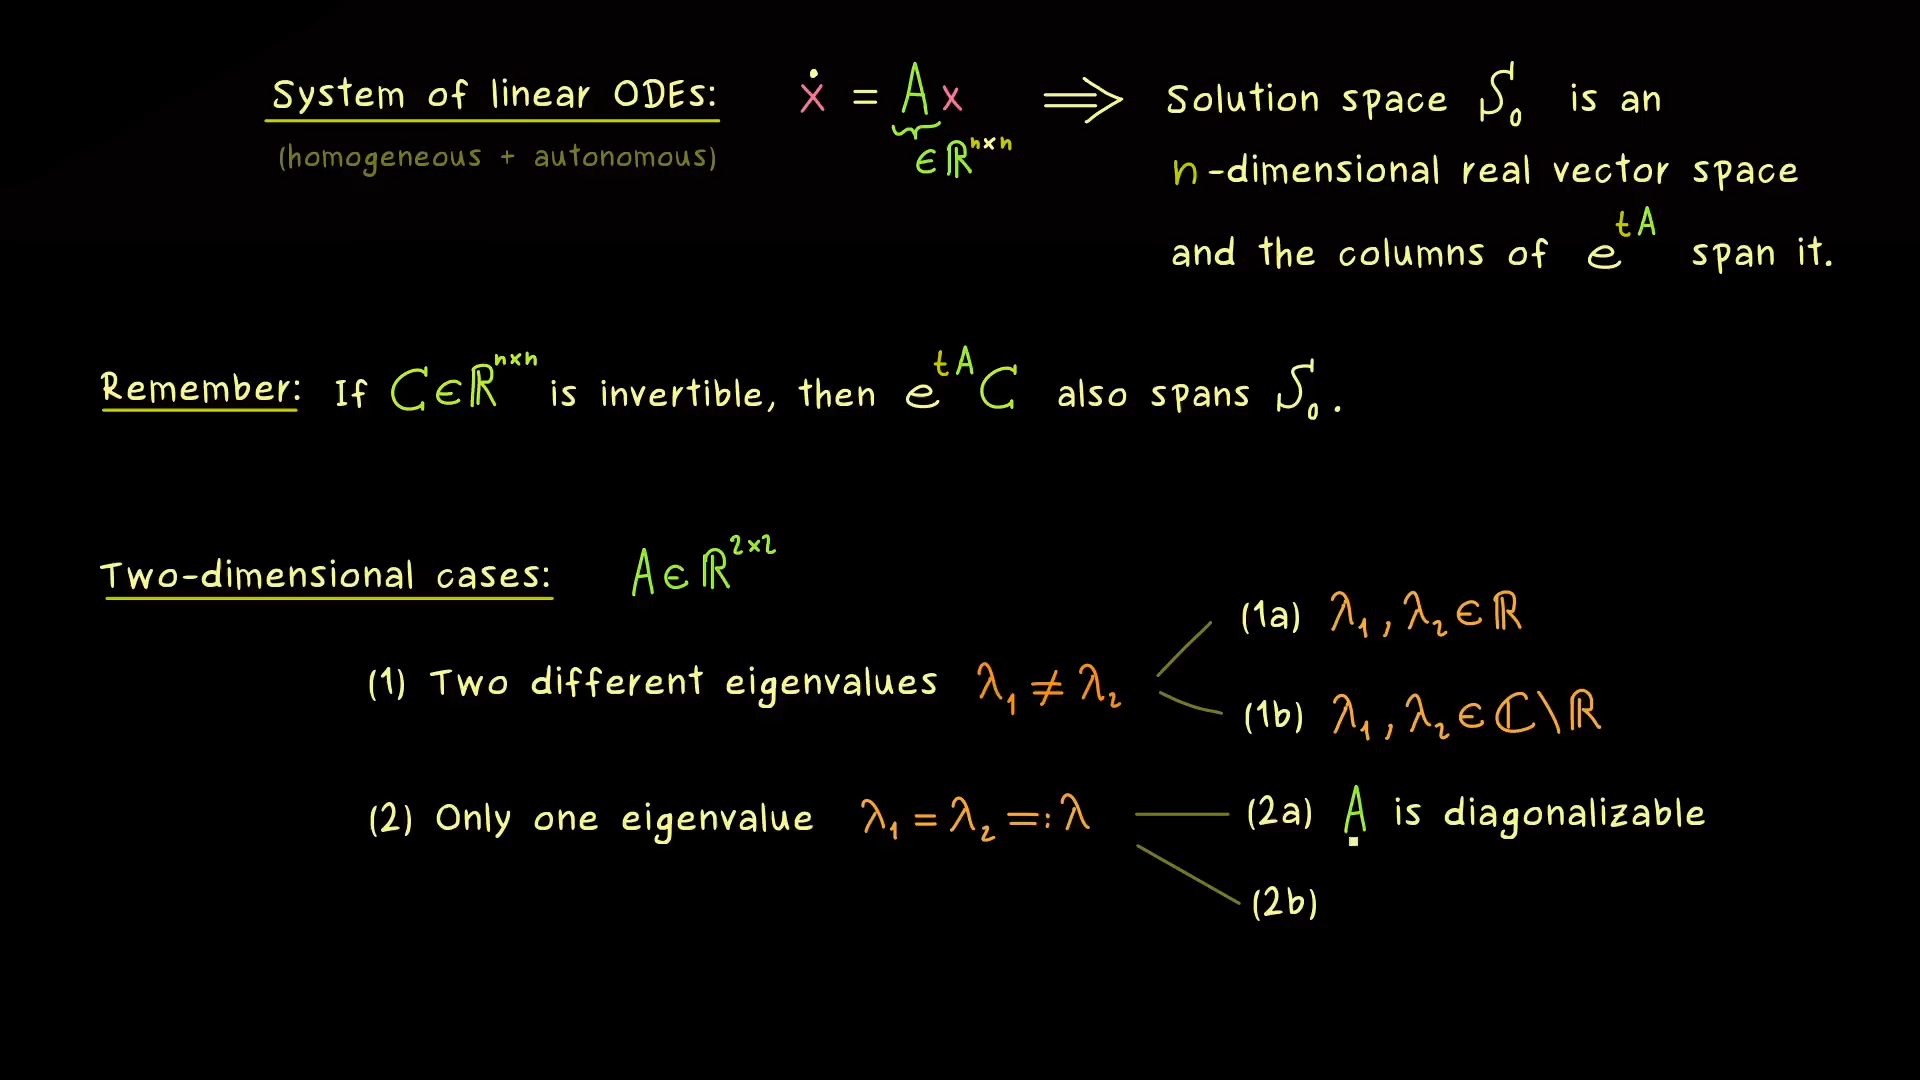 System of linear ODEs: ẋ = A x ⟹ Solution space S₀ is an
(homogeneous + autonomous) ∈ ℝⁿˣⁿ
n-dimensional real vector space
and the columns of e^{tA} span it.
Remember: If C ∈ ℝⁿˣⁿ is invertible, then e^{tA} C also spans S₀.
Two-dimensional cases: A ∈ ℝ²ˣ²
(1) Two different eigenvalues λ₁ ≠ λ₂
(1a) λ₁, λ₂ ∈ ℝ
(1b) λ₁, λ₂ ∈ ℂ\ℝ
(2) Only one eigenvalue λ₁ = λ₂ =: λ
(2a) A is diagonalizable
(2b)